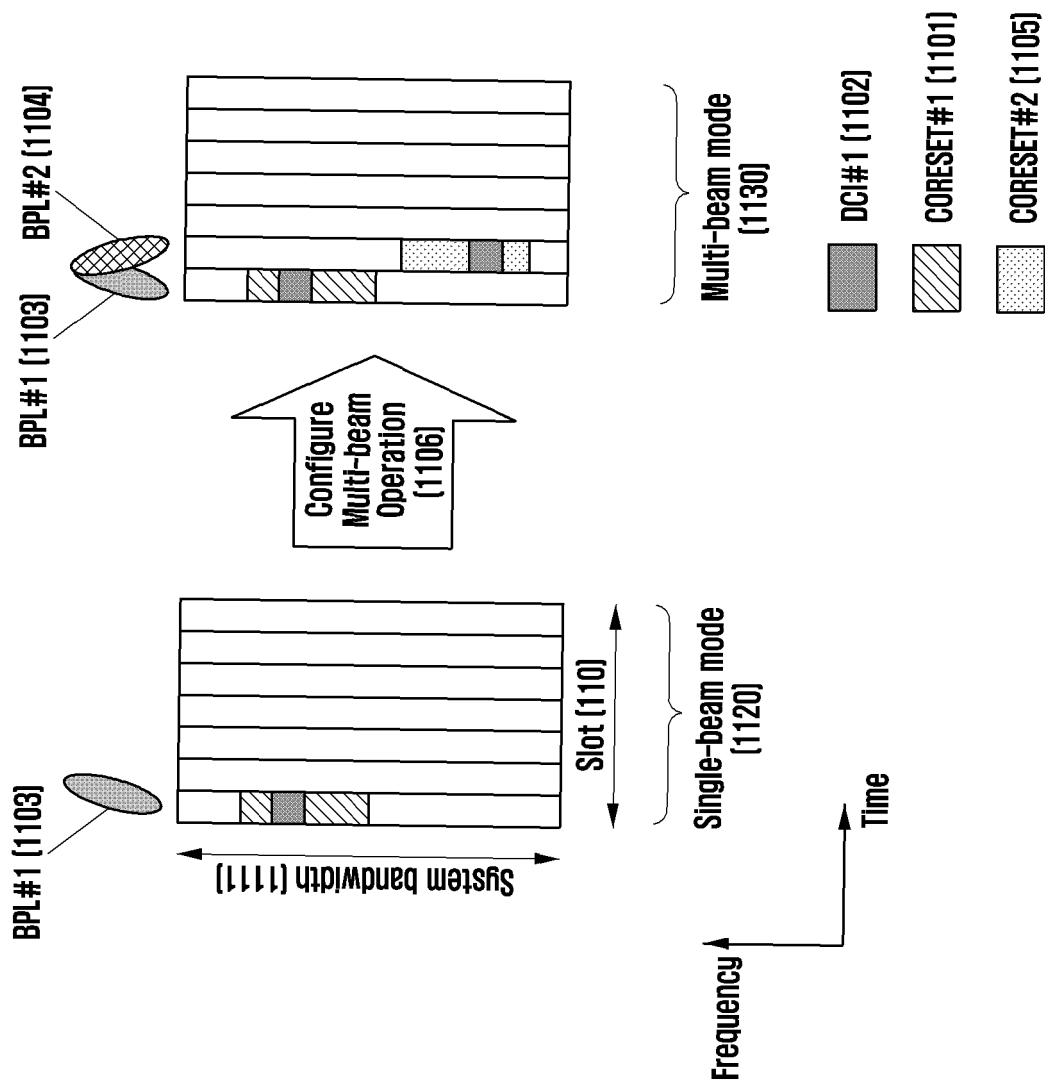 BPL#1 (1103)
BPL#1 (1103)
BPL#2 (1104)
System bandwidth (1111)
Slot (110)
Single-beam mode
(1120)
Configure
Multi-beam
Operation
(1106)
Multi-beam mode
(1130)
Frequency
Time
DCI#1 (1102)
CORESET#1 (1101)
CORESET#2 (1105)